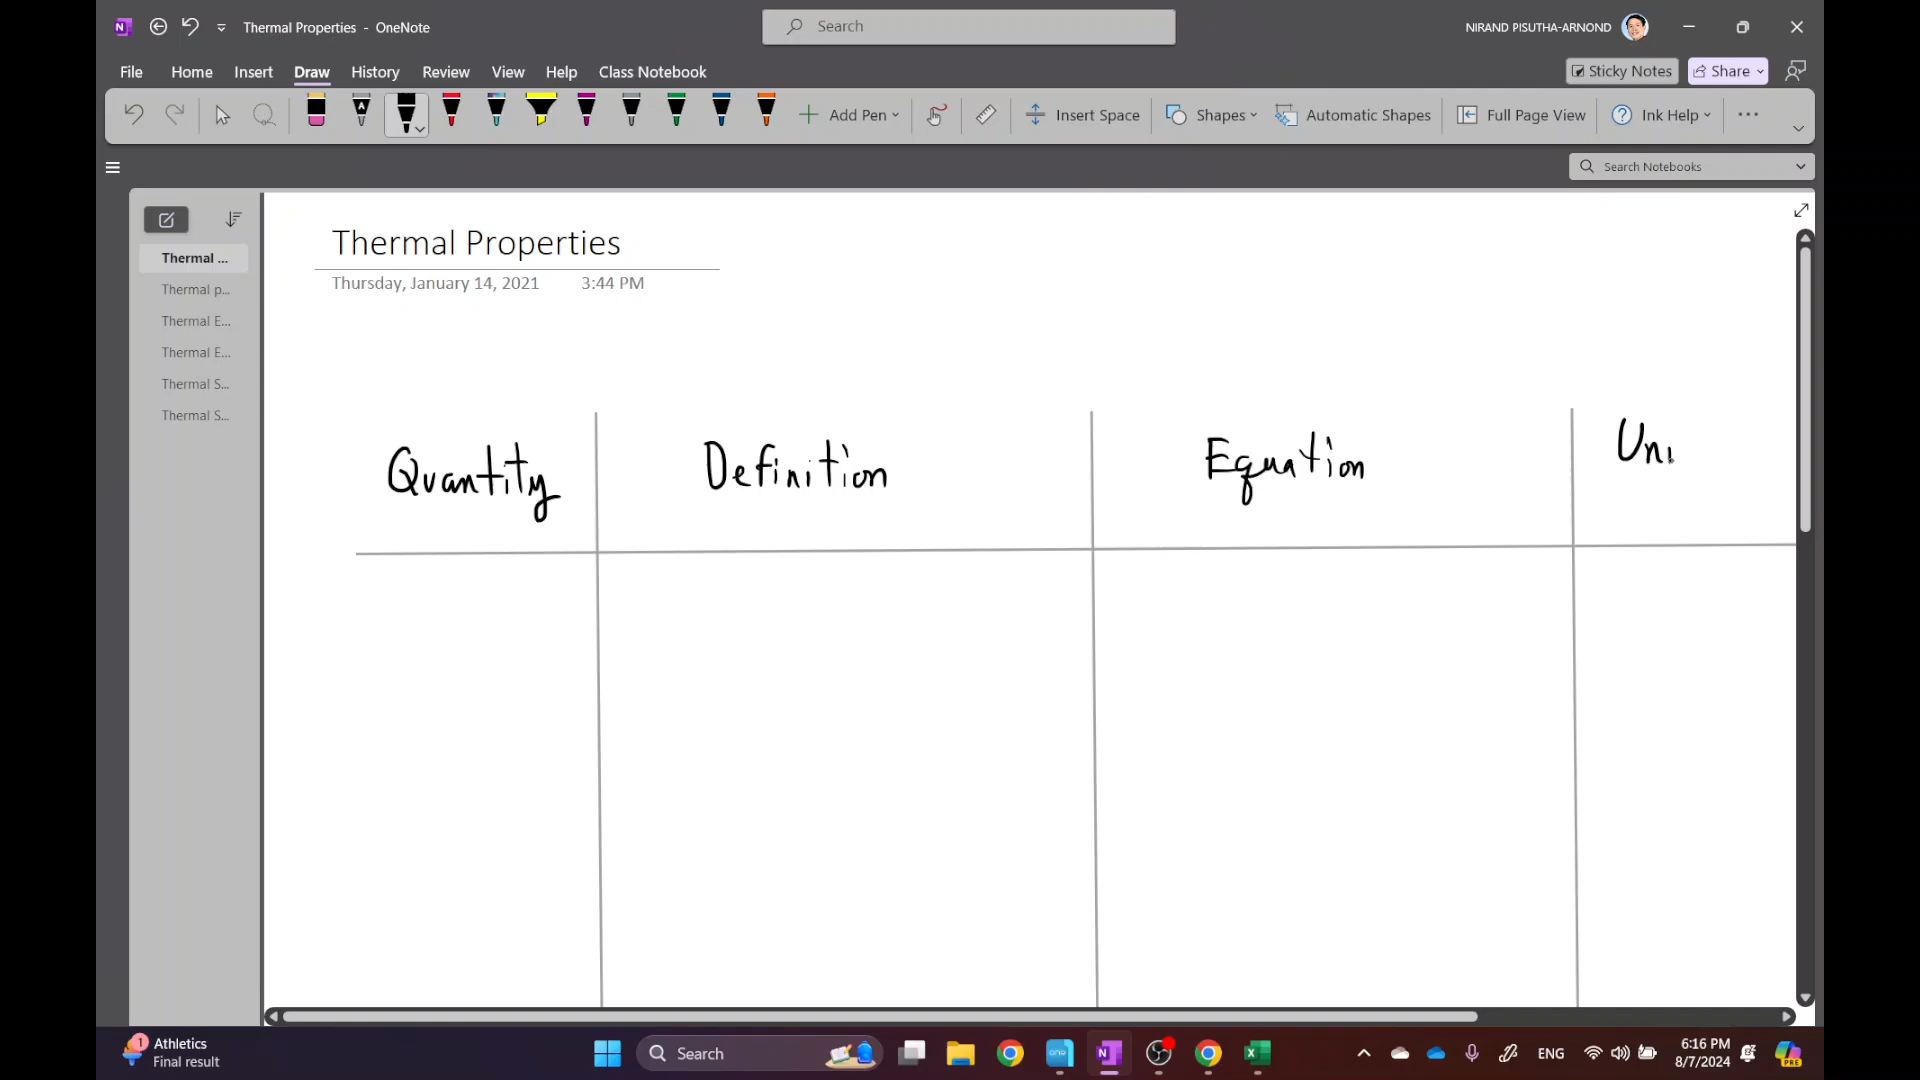 Thermal Properties - OneNote
Search
NIRAND PISUTHA-ARNOND
File Home Insert Draw History Review View Help Class Notebook
Sticky Notes Share
Add Pen Insert Space Shapes Automatic Shapes Full Page View Ink Help
Search Notebooks
Thermal ...
Thermal p...
Thermal E...
Thermal E...
Thermal S...
Thermal S...
Thermal Properties
Thursday, January 14, 2021 3:44 PM
Quantity Definition Equation Uni
1 Athletics
Final result
Search
ENG
6:16 PM
8/7/2024